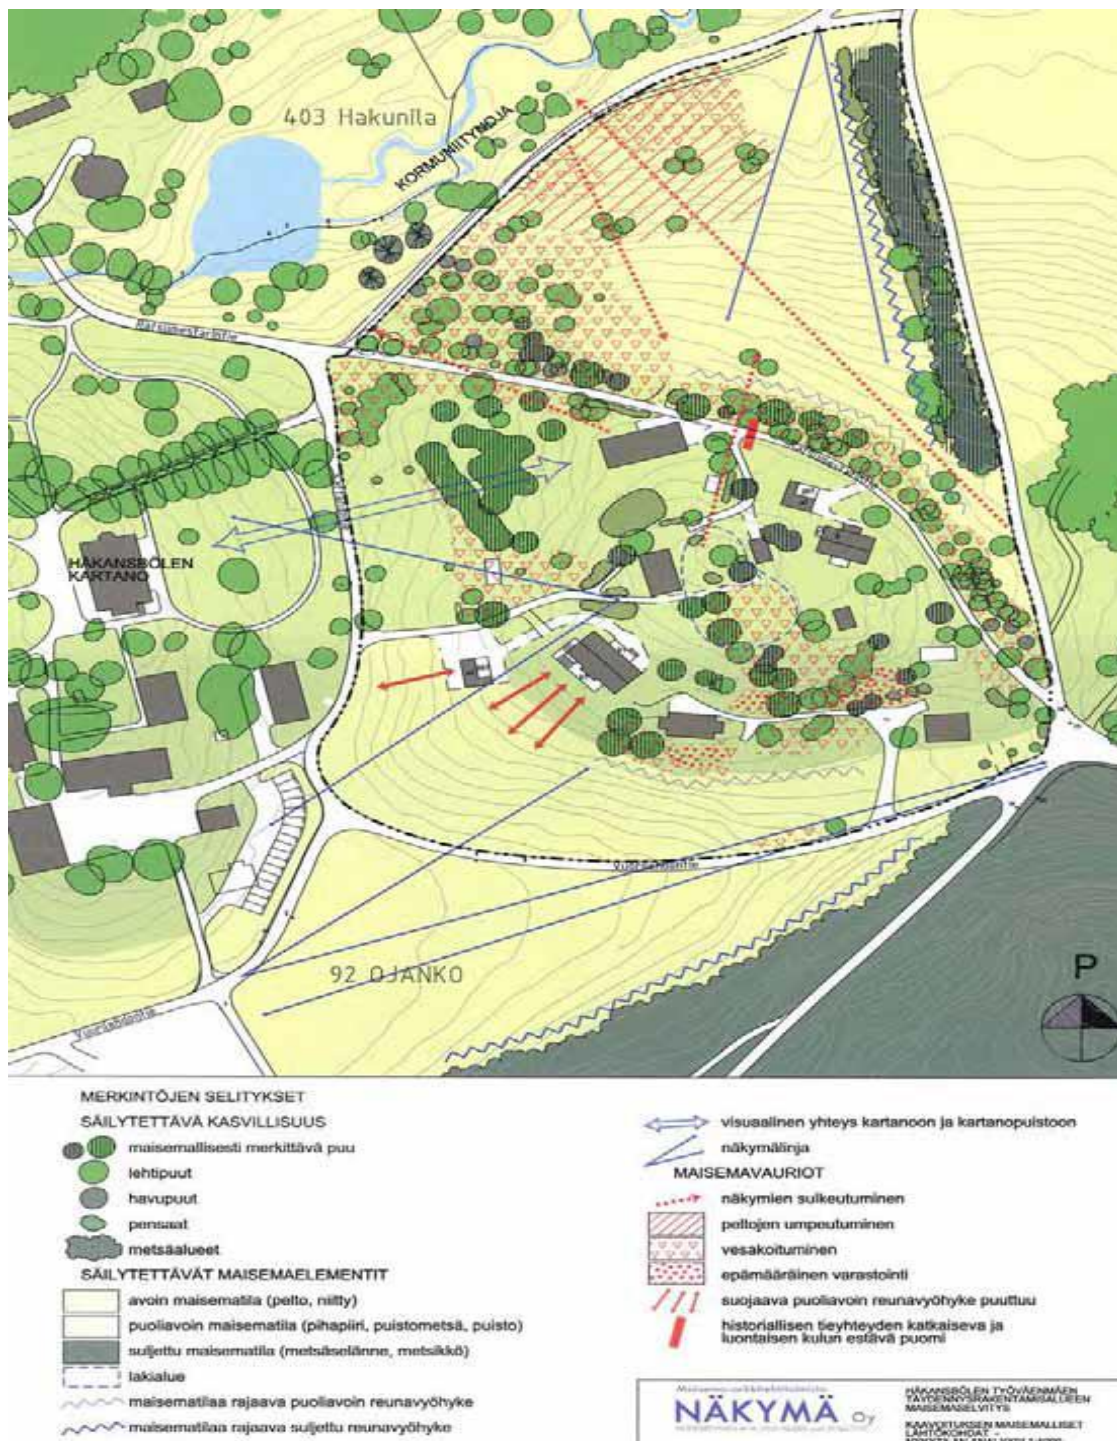 403 Hakunila
KORMUNIITYNOJA
Ratsumestarintie
HÅKANSBÖLEN
KARTANO
Vuorilahdentie
92 OJANKO
P
Vuorilahdentie
MERKINTÖJEN SELITYKSET
SÄILYTETTÄVÄ KASVILLISUUS
maisemallisesti merkittävä puu
lehtipuut
havupuut
pensaat
metsäalueet
SÄILYTETTÄVÄT MAISEMAELEMENTIT
avoin maisematila (pelto, niitty)
puoliavoin maisematila (pihapiiri, puistometsä, puisto)
suljettu maisematila (metsäselänne, metsikkö)
lakialue
maisematilaa rajaava puoliavoin reunavyöhyke
maisematilaa rajaava suljettu reunavyöhyke
visuaalinen yhteys kartanoon ja kartanopuistoon
näkymälinja
MAISEMAVAURIOT
näkymien sulkeutuminen
peltojen umpeutuminen
vesakoituminen
epämääräinen varastointi
suojaava puoliavoin reunavyöhyke puuttuu
historiallisen tieyhteyden katkaiseva ja
luontaisen kulun estävä puomi
NÄKYMÄ Oy
HÅKANSBÖLEN TYÖVÄENMÄEN
TÄYDENNYSRAKENTAMISALUEEN
MAISEMASELVITYS
KAAVOITUKSEN MAISEMALLISET
LÄHTÖKOHDAT -